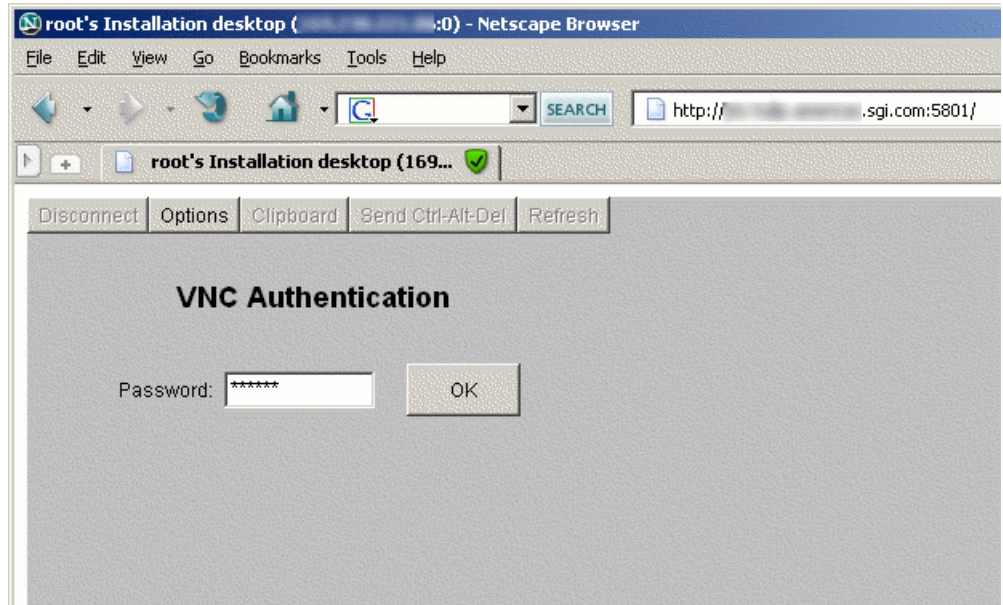 root's Installation desktop ( :0) - Netscape Browser
File Edit View Go Bookmarks Tools Help
G SEARCH http:// .sgi.com:5801/
root's Installation desktop (169...
Disconnect Options Clipboard Send Ctrl-Alt-Del Refresh
VNC Authentication
Password: ****** OK